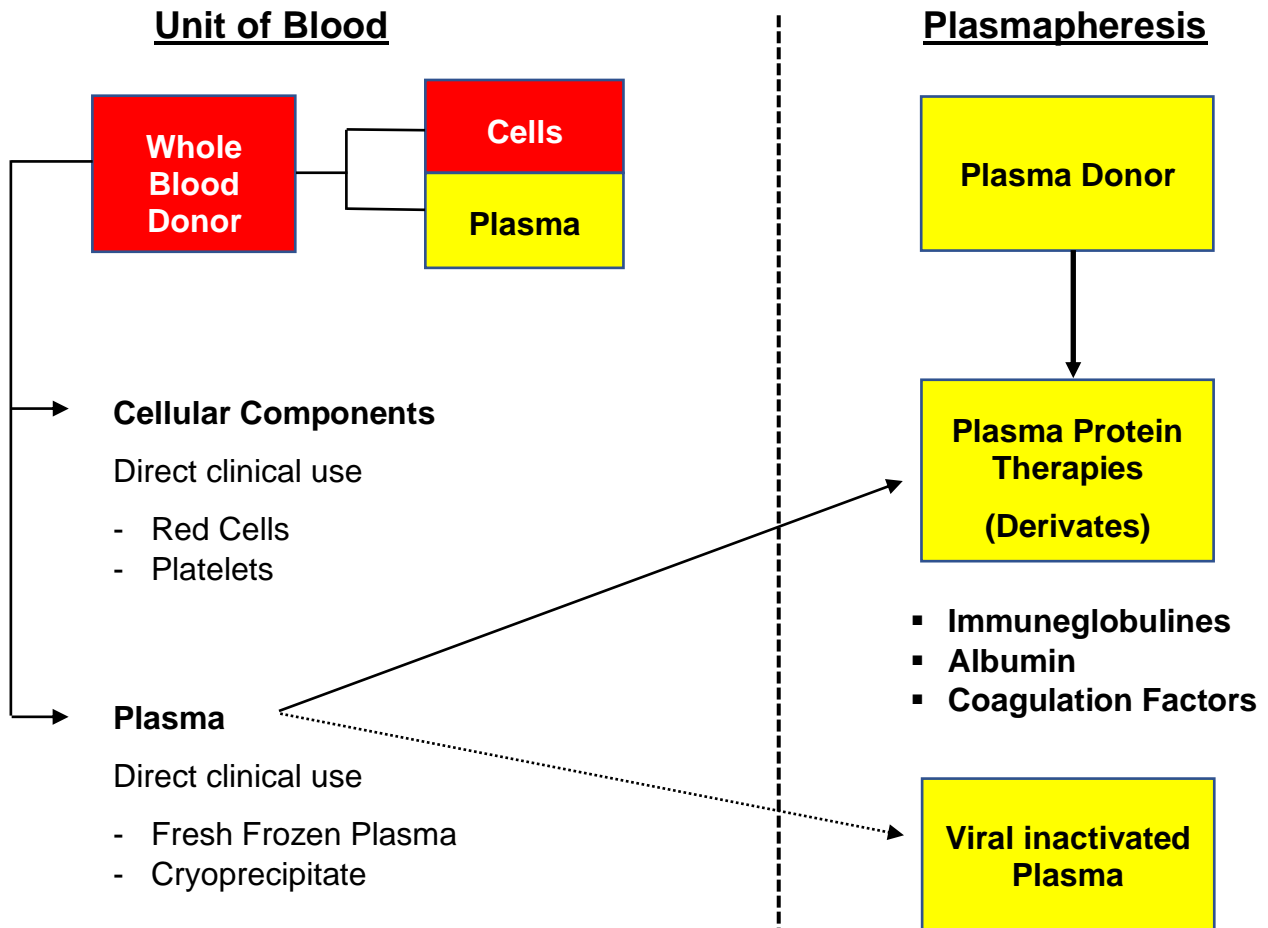 Unit of Blood
Whole
Blood
Donor
Cells
Plasma
Cellular Components
Direct clinical use
- Red Cells
- Platelets
Plasma
Direct clinical use
- Fresh Frozen Plasma
- Cryoprecipitate
Plasmapheresis
Plasma Donor
Plasma Protein
Therapies
(Derivates)
▪ Immuneglobulines
▪ Albumin
▪ Coagulation Factors
Viral inactivated
Plasma